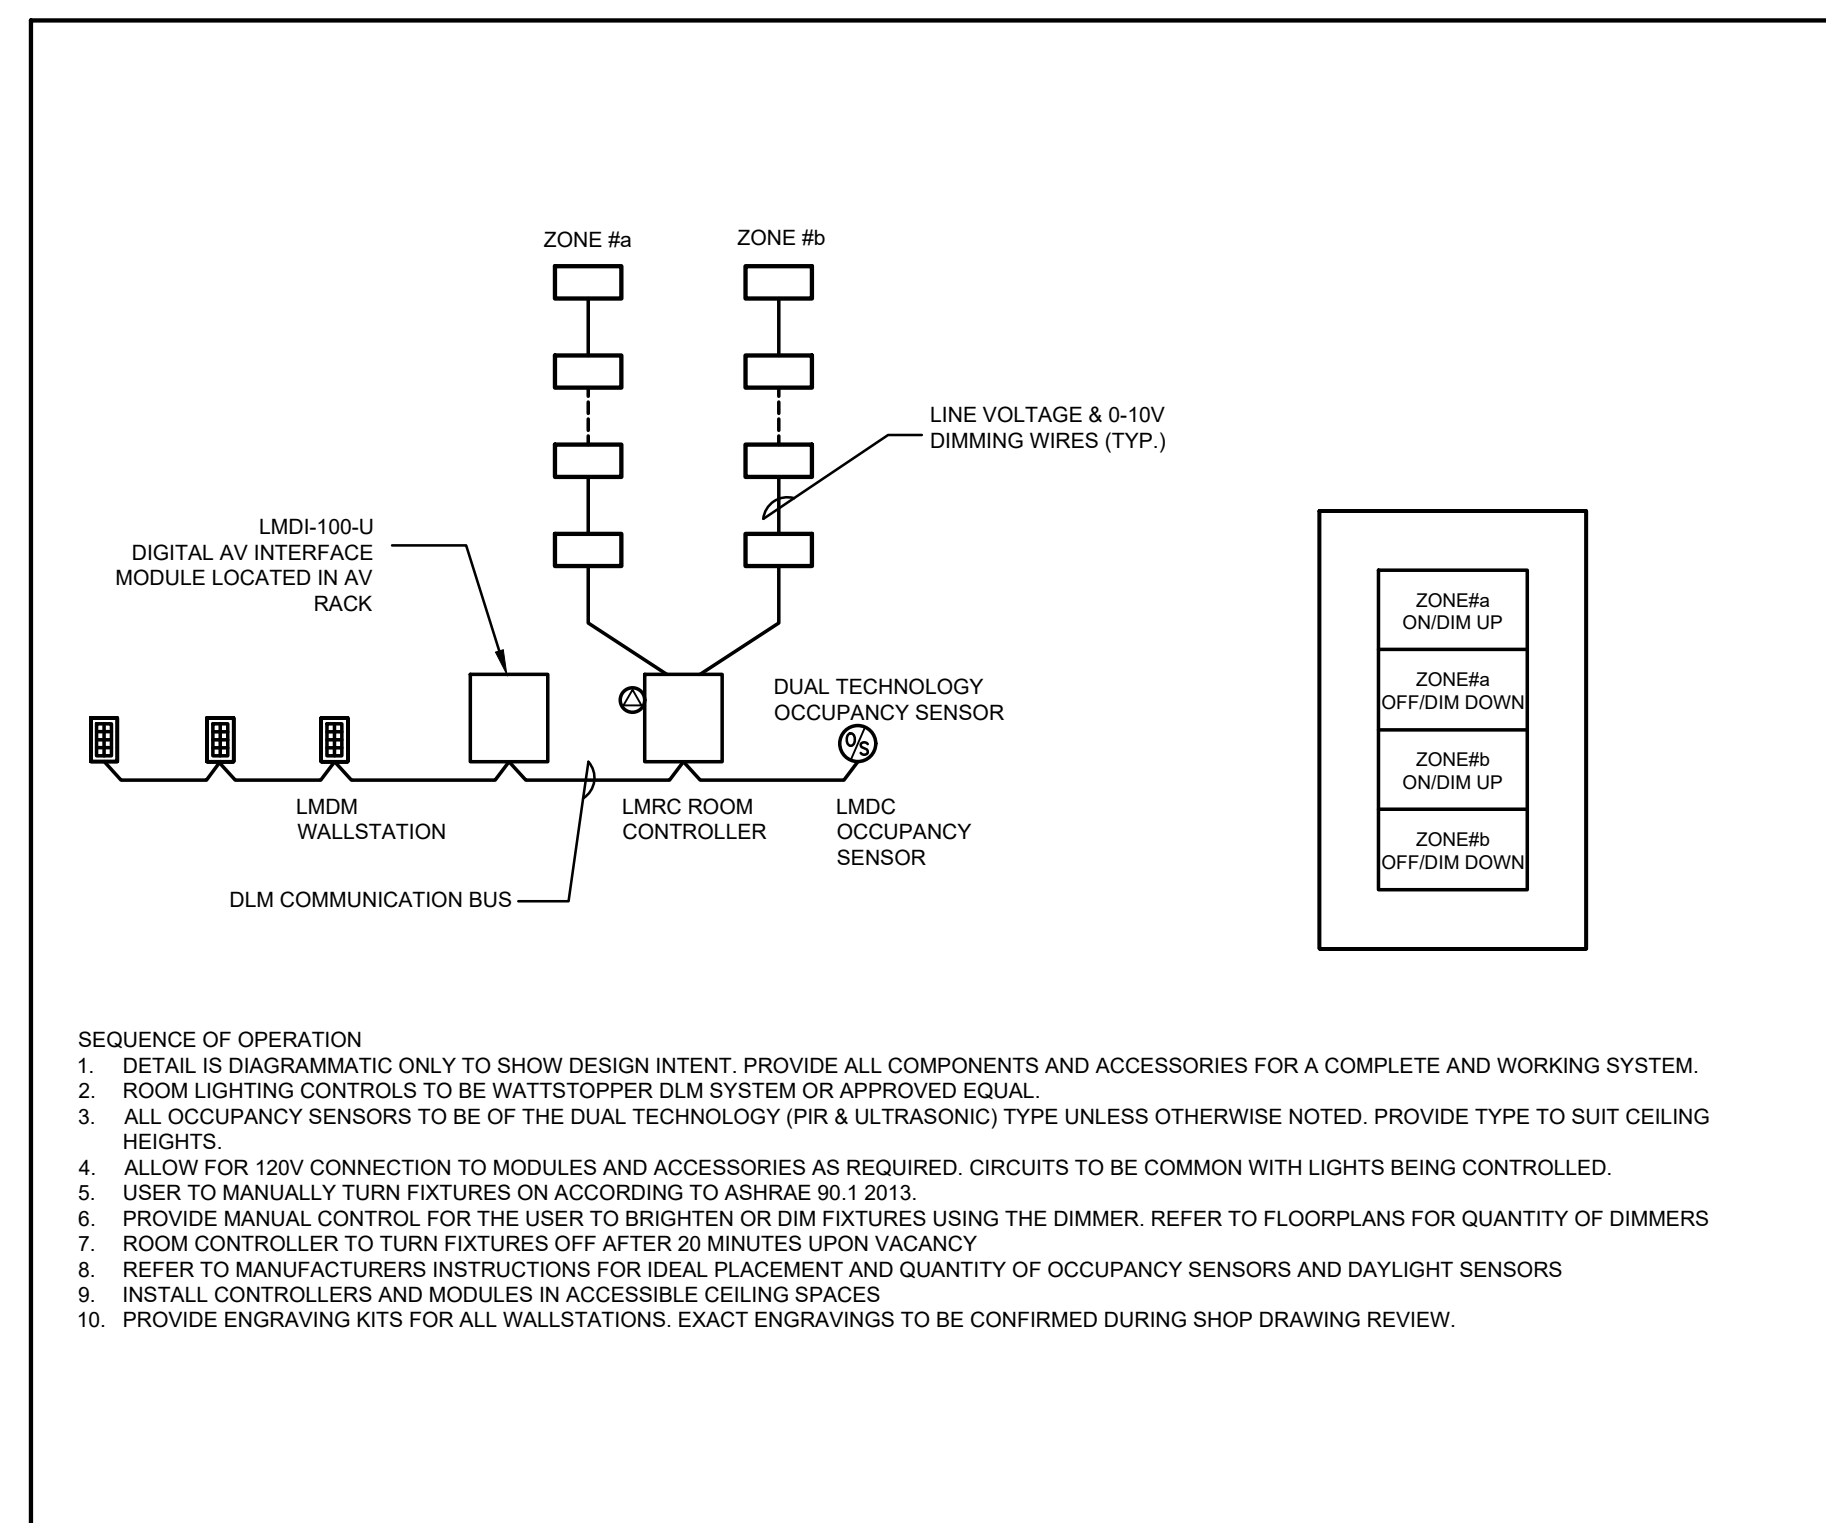 ZONE #a
ZONE #b
LINE VOLTAGE & 0-10V
DIMMING WIRES (TYP.)
LMDI-100-U
DIGITAL AV INTERFACE
MODULE LOCATED IN AV
RACK
DUAL TECHNOLOGY
OCCUPANCY SENSOR
O/S
LMDM
WALLSTATION
LMRC ROOM
CONTROLLER
LMDC
OCCUPANCY
SENSOR
DLM COMMUNICATION BUS
ZONE#a
ON/DIM UP
ZONE#a
OFF/DIM DOWN
ZONE#b
ON/DIM UP
ZONE#b
OFF/DIM DOWN
SEQUENCE OF OPERATION
1. DETAIL IS DIAGRAMMATIC ONLY TO SHOW DESIGN INTENT. PROVIDE ALL COMPONENTS AND ACCESSORIES FOR A COMPLETE AND WORKING SYSTEM.
2. ROOM LIGHTING CONTROLS TO BE WATTSTOPPER DLM SYSTEM OR APPROVED EQUAL.
3. ALL OCCUPANCY SENSORS TO BE OF THE DUAL TECHNOLOGY (PIR & ULTRASONIC) TYPE UNLESS OTHERWISE NOTED. PROVIDE TYPE TO SUIT CEILING
HEIGHTS.
4. ALLOW FOR 120V CONNECTION TO MODULES AND ACCESSORIES AS REQUIRED. CIRCUITS TO BE COMMON WITH LIGHTS BEING CONTROLLED.
5. USER TO MANUALLY TURN FIXTURES ON ACCORDING TO ASHRAE 90.1 2013.
6. PROVIDE MANUAL CONTROL FOR THE USER TO BRIGHTEN OR DIM FIXTURES USING THE DIMMER. REFER TO FLOORPLANS FOR QUANTITY OF DIMMERS
7. ROOM CONTROLLER TO TURN FIXTURES OFF AFTER 20 MINUTES UPON VACANCY
8. REFER TO MANUFACTURERS INSTRUCTIONS FOR IDEAL PLACEMENT AND QUANTITY OF OCCUPANCY SENSORS AND DAYLIGHT SENSORS
9. INSTALL CONTROLLERS AND MODULES IN ACCESSIBLE CEILING SPACES
10. PROVIDE ENGRAVING KITS FOR ALL WALLSTATIONS. EXACT ENGRAVINGS TO BE CONFIRMED DURING SHOP DRAWING REVIEW.